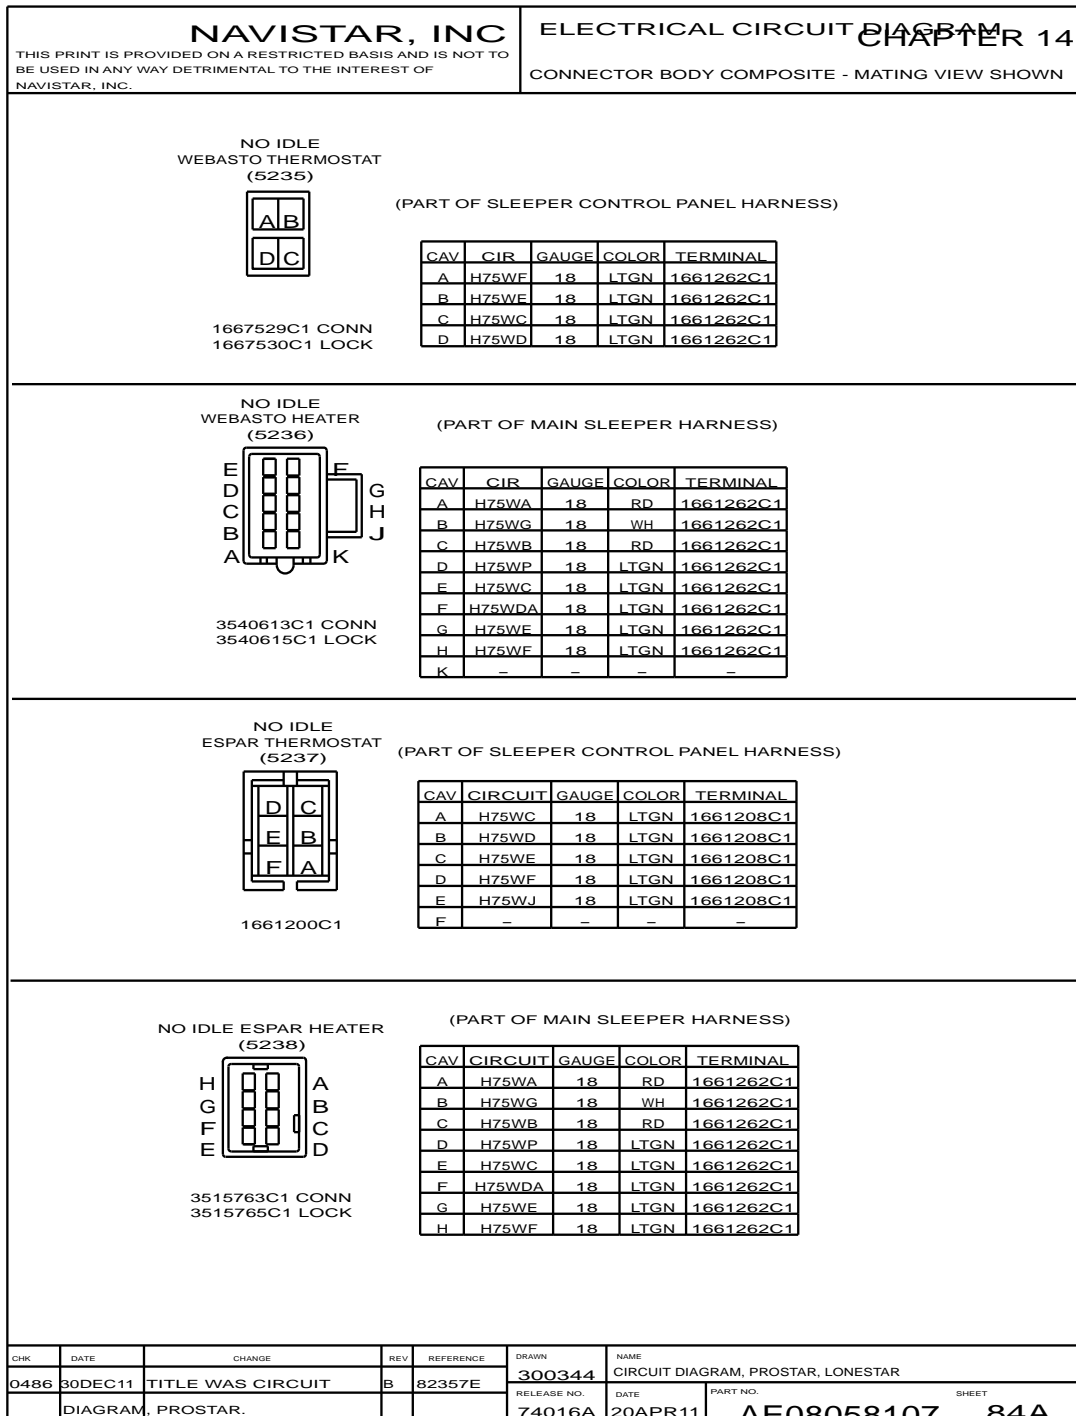 NAVISTAR, INC
THIS PRINT IS PROVIDED ON A RESTRICTED BASIS AND IS NOT TO
BE USED IN ANY WAY DETRIMENTAL TO THE INTEREST OF
NAVISTAR, INC.
ELECTRICAL CIRCUIT DIAGRAM
CHAPTER 14
CONNECTOR BODY COMPOSITE - MATING VIEW SHOWN
NO IDLE
WEBASTO THERMOSTAT
(5235)
A B
D C
1667529C1 CONN
1667530C1 LOCK
(PART OF SLEEPER CONTROL PANEL HARNESS)
CAV CIR GAUGE COLOR TERMINAL
A H75WF 18 LTGN 1661262C1
B H75WE 18 LTGN 1661262C1
C H75WC 18 LTGN 1661262C1
D H75WD 18 LTGN 1661262C1
NO IDLE
WEBASTO HEATER
(5236)
E F
D G
C H
B J
A K
3540613C1 CONN
3540615C1 LOCK
(PART OF MAIN SLEEPER HARNESS)
CAV CIR GAUGE COLOR TERMINAL
A H75WA 18 RD 1661262C1
B H75WG 18 WH 1661262C1
C H75WB 18 RD 1661262C1
D H75WP 18 LTGN 1661262C1
E H75WC 18 LTGN 1661262C1
F H75WDA 18 LTGN 1661262C1
G H75WE 18 LTGN 1661262C1
H H75WF 18 LTGN 1661262C1
K – – – –
NO IDLE
ESPAR THERMOSTAT
(5237)
D C
E B
F A
1661200C1
(PART OF SLEEPER CONTROL PANEL HARNESS)
CAV CIRCUIT GAUGE COLOR TERMINAL
A H75WC 18 LTGN 1661208C1
B H75WD 18 LTGN 1661208C1
C H75WE 18 LTGN 1661208C1
D H75WF 18 LTGN 1661208C1
E H75WJ 18 LTGN 1661208C1
F – – – –
NO IDLE ESPAR HEATER
(5238)
H A
G B
F C
E D
3515763C1 CONN
3515765C1 LOCK
(PART OF MAIN SLEEPER HARNESS)
CAV CIRCUIT GAUGE COLOR TERMINAL
A H75WA 18 RD 1661262C1
B H75WG 18 WH 1661262C1
C H75WB 18 RD 1661262C1
D H75WP 18 LTGN 1661262C1
E H75WC 18 LTGN 1661262C1
F H75WDA 18 LTGN 1661262C1
G H75WE 18 LTGN 1661262C1
H H75WF 18 LTGN 1661262C1
CHK DATE CHANGE REV REFERENCE
0486 30DEC11 TITLE WAS CIRCUIT B 82357E
DIAGRAM, PROSTAR.
DRAWN
300344
NAME
CIRCUIT DIAGRAM, PROSTAR, LONESTAR
RELEASE NO. DATE PART NO. SHEET
74016A 20APR11 AE08058107 84A